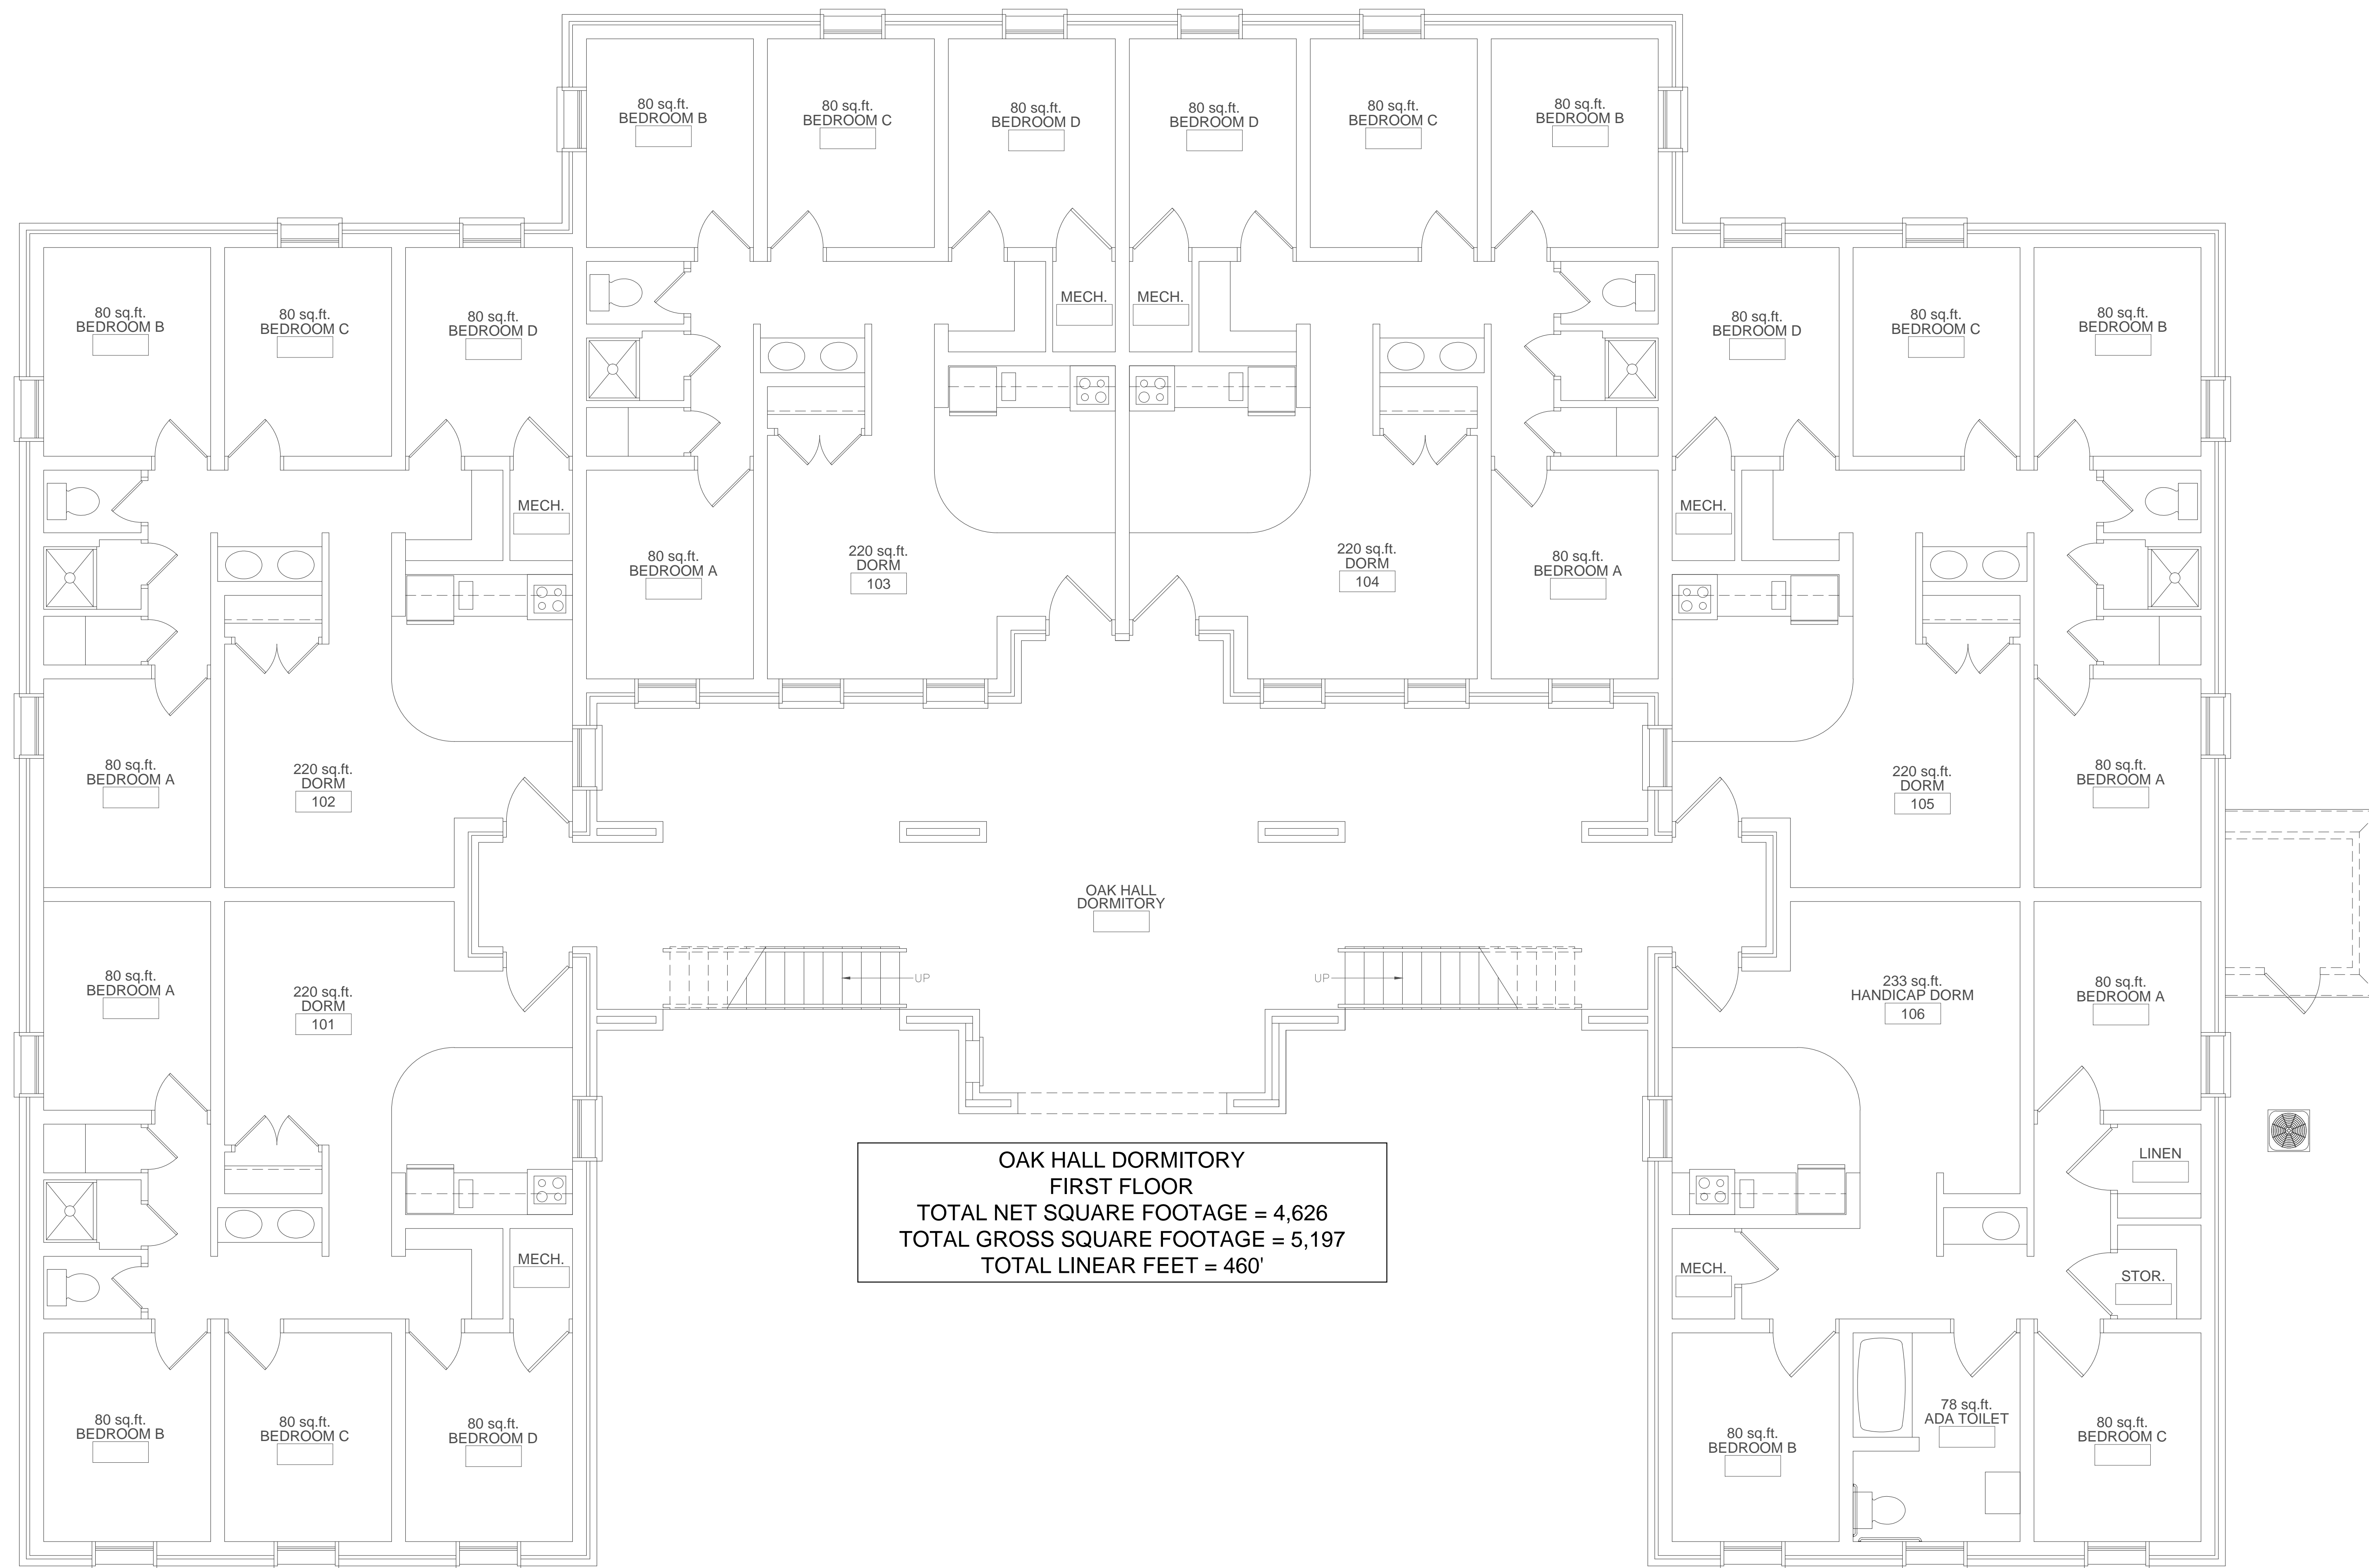 80 sq.ft.
BEDROOM B
80 sq.ft.
BEDROOM C
80 sq.ft.
BEDROOM D
80 sq.ft.
BEDROOM D
80 sq.ft.
BEDROOM C
80 sq.ft.
BEDROOM B
MECH.
MECH.
80 sq.ft.
BEDROOM B
80 sq.ft.
BEDROOM C
80 sq.ft.
BEDROOM D
80 sq.ft.
BEDROOM D
80 sq.ft.
BEDROOM C
80 sq.ft.
BEDROOM B
MECH.
MECH.
80 sq.ft.
BEDROOM A
220 sq.ft.
DORM
103
220 sq.ft.
DORM
104
80 sq.ft.
BEDROOM A
80 sq.ft.
BEDROOM A
220 sq.ft.
DORM
102
220 sq.ft.
DORM
105
80 sq.ft.
BEDROOM A
OAK HALL
DORMITORY
80 sq.ft.
BEDROOM A
220 sq.ft.
DORM
101
UP
UP
233 sq.ft.
HANDICAP DORM
106
80 sq.ft.
BEDROOM A
LINEN
OAK HALL DORMITORY
FIRST FLOOR
TOTAL NET SQUARE FOOTAGE = 4,626
TOTAL GROSS SQUARE FOOTAGE = 5,197
TOTAL LINEAR FEET = 460'
MECH.
MECH.
STOR.
80 sq.ft.
BEDROOM B
80 sq.ft.
BEDROOM C
80 sq.ft.
BEDROOM D
80 sq.ft.
BEDROOM B
78 sq.ft.
ADA TOILET
80 sq.ft.
BEDROOM C